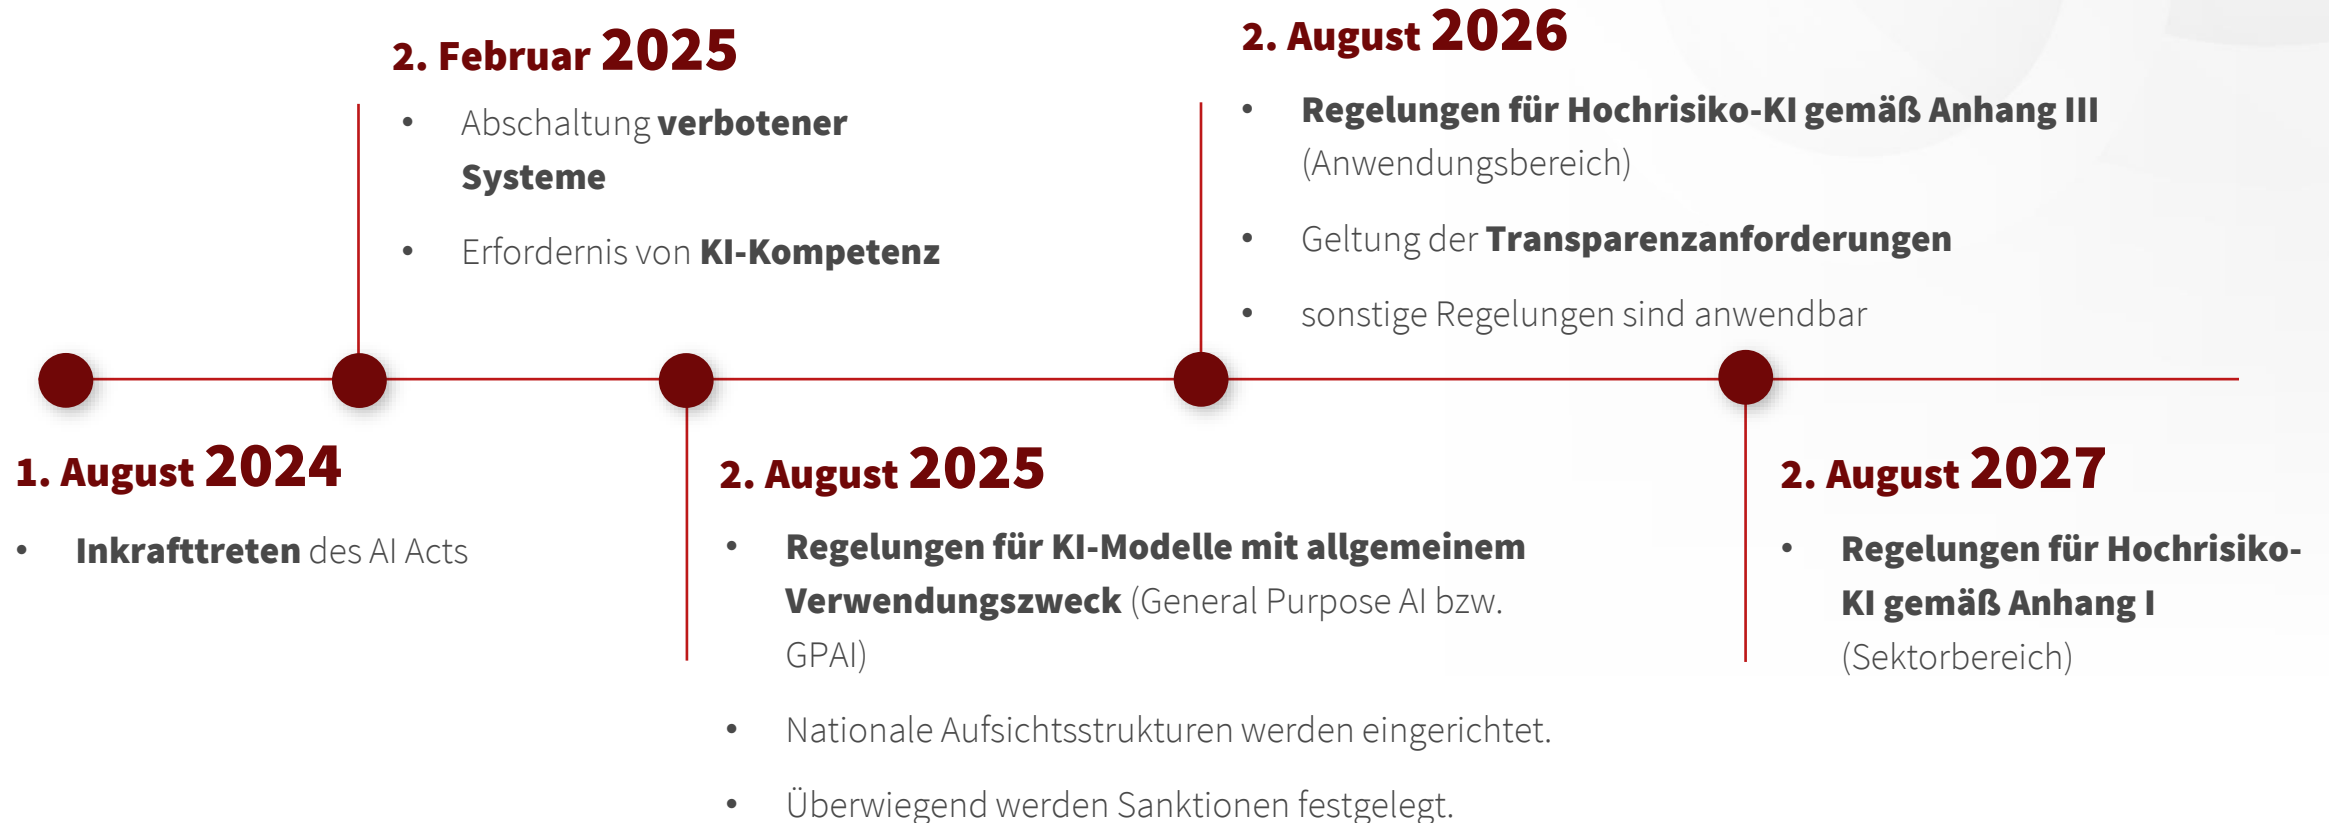 2. Februar 2025
• Abschaltung verbotener
Systeme
• Erfordernis von KI-Kompetenz
2. August 2026
• Regelungen für Hochrisiko-KI gemäß Anhang III
(Anwendungsbereich)
• Geltung der Transparenzanforderungen
• sonstige Regelungen sind anwendbar
1. August 2024
• Inkrafttreten des AI Acts
2. August 2025
• Regelungen für KI-Modelle mit allgemeinem
Verwendungszweck (General Purpose AI bzw.
GPAI)
• Nationale Aufsichtsstrukturen werden eingerichtet.
• Überwiegend werden Sanktionen festgelegt.
2. August 2027
• Regelungen für Hochrisiko-
KI gemäß Anhang I
(Sektorbereich)